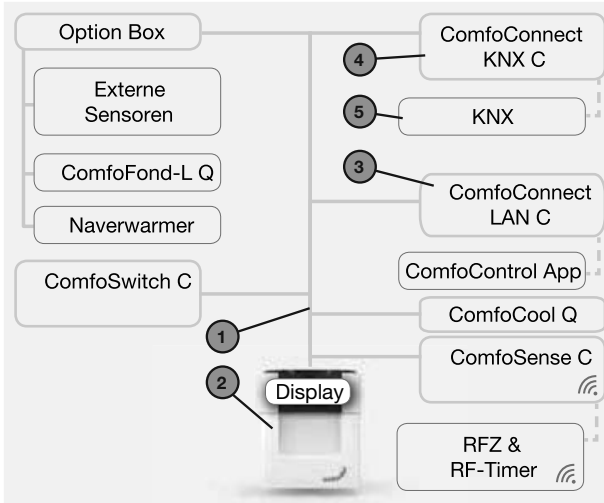 Option Box
Externe
Sensoren
ComfoFond-L Q
Naverwarmer
ComfoSwitch C
4
ComfoConnect
KNX C
5
KNX
3
ComfoConnect
LAN C
ComfoControl App
ComfoCool Q
1
ComfoSense C
2
Display
RFZ &
RF-Timer